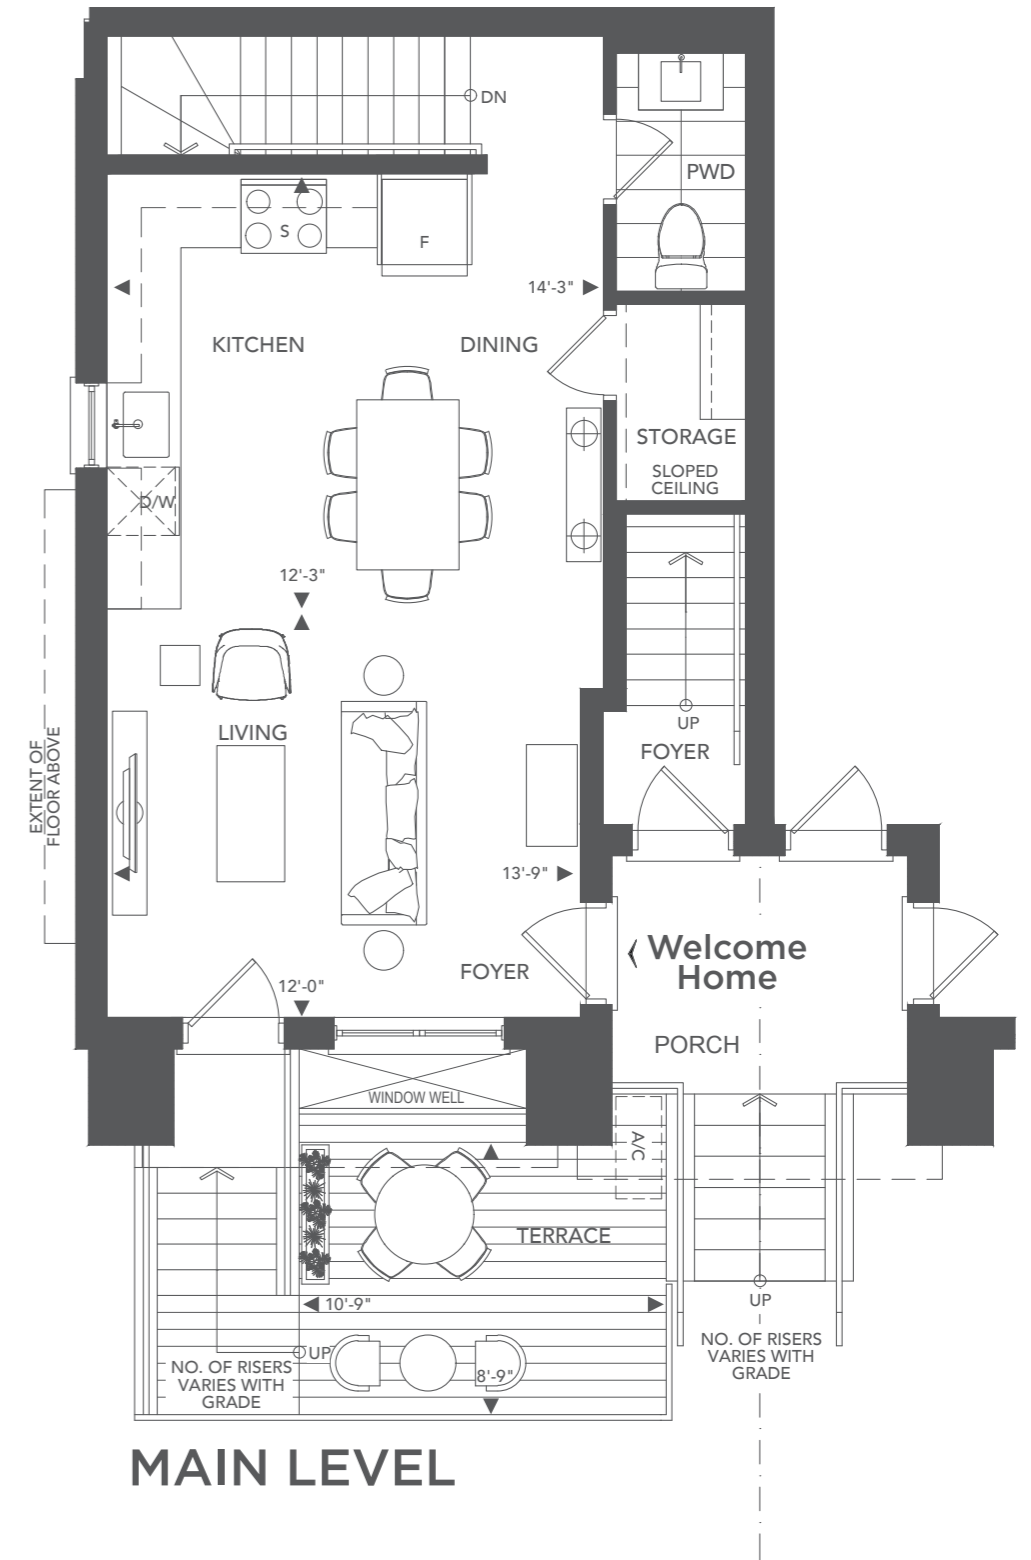 DN
PWD
S
F
14'-3"
KITCHEN
DINING
STORAGE
SLOPED
CEILING
D/W
12'-3"
UP
LIVING
FOYER
EXTENT OF
FLOOR ABOVE
13'-9"
Welcome
Home
FOYER
12'-0"
PORCH
WINDOW WELL
A/C
TERRACE
10'-9"
UP
UP
NO. OF RISERS
VARIES WITH
GRADE
8'-9"
NO. OF RISERS
VARIES WITH
GRADE
MAIN LEVEL